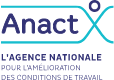 Anact
L'AGENCE NATIONALE
POUR L'AMÉLIORATION
DES CONDITIONS DE TRAVAIL